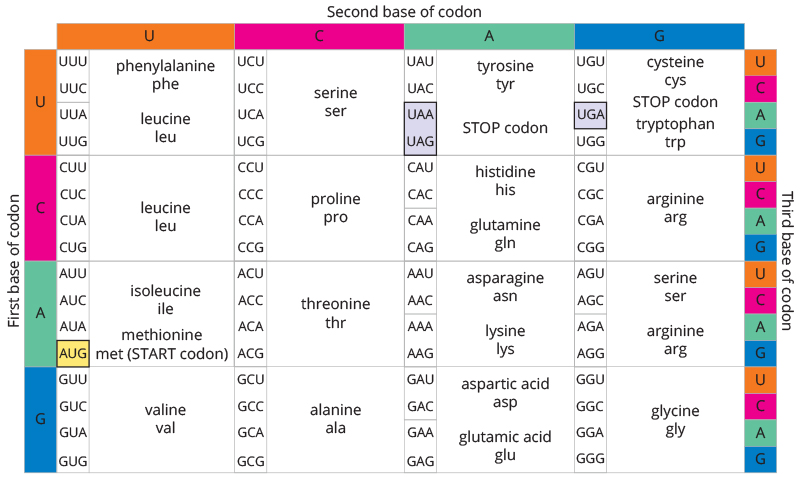 Second base of codon
U C A G
First base of codon
Third base of codon
U
UUU phenylalanine UCU serine UAU tyrosine UGU cysteine U
UUC phe UCC ser UAC tyr UGC cys C
UUA leucine UCA UAA STOP codon UGA STOP codon A
UUG leu UCG UAG UGG tryptophan G
trp
C
CUU leucine CCU proline CAU histidine CGU arginine U
CUC leu CCC pro CAC his CGC arg C
CUA CCA CAA glutamine CGA A
CUG CCG CAG gln CGG G
A
AUU isoleucine ACU threonine AAU asparagine AGU serine U
AUC ile ACC thr AAC asn AGC ser C
AUA methionine ACA AAA lysine AGA arginine A
AUG met (START codon) ACG AAG lys AGG arg G
G
GUU valine GCU alanine GAU aspartic acid GGU glycine U
GUC val GCC ala GAC asp GGC gly C
GUA GCA GAA glutamic acid GGA A
GUG GCG GAG glu GGG G